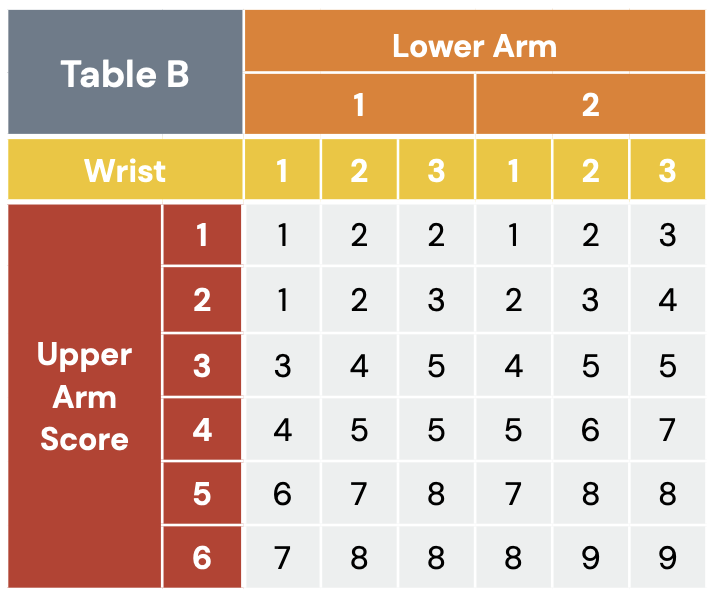 Table B
Lower Arm
1 2
Wrist 1 2 3 1 2 3
Upper
Arm
Score
1 1 2 2 1 2 3
2 1 2 3 2 3 4
3 3 4 5 4 5 5
4 4 5 5 5 6 7
5 6 7 8 7 8 8
6 7 8 8 8 9 9